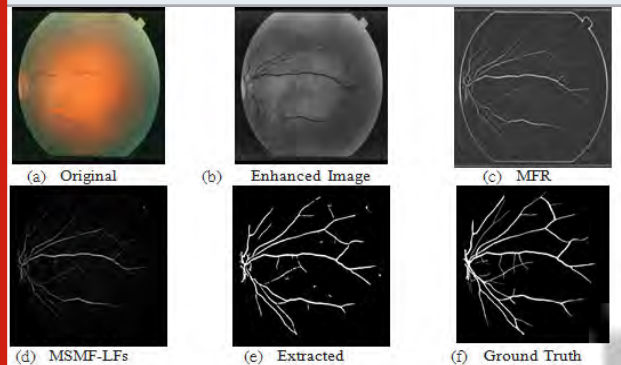 (a) Original (b) Enhanced Image (c) MFR
(d) MSMF-LFs (e) Extracted (f) Ground Truth